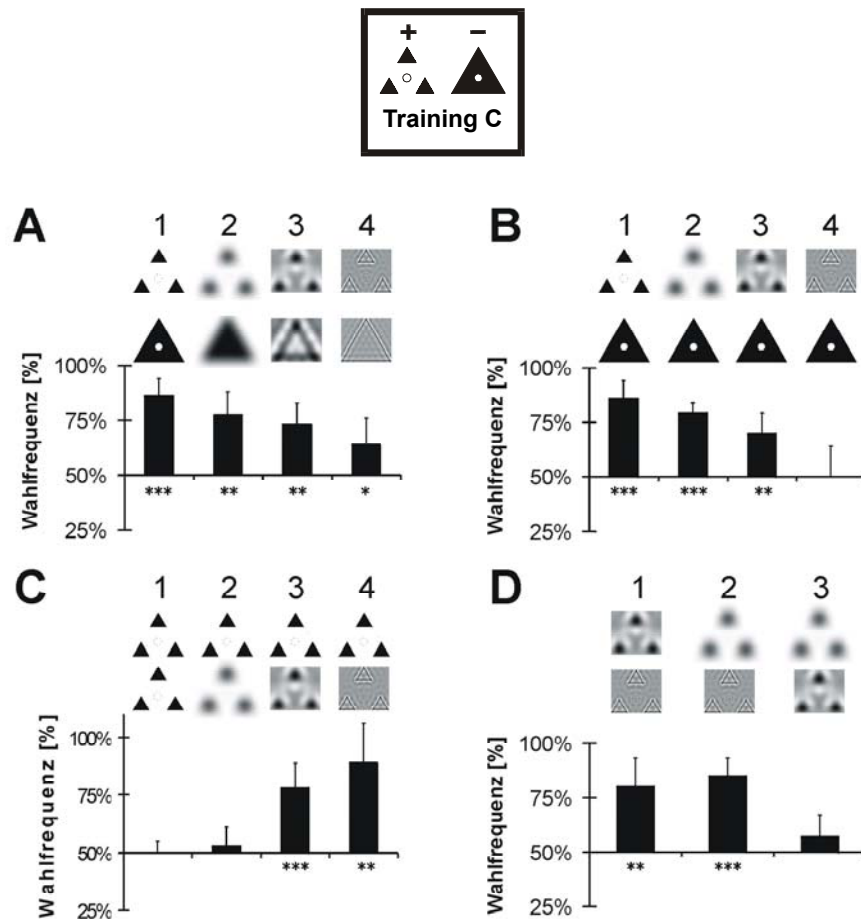 + −
Training C
A
1 2 3 4
Wahlfrequenz [%]
100%
75%
50%
25%
*** ** ** *
B
1 2 3 4
Wahlfrequenz [%]
100%
75%
50%
25%
*** *** **
C
1 2 3 4
Wahlfrequenz [%]
100%
75%
50%
25%
*** **
D
1 2 3
Wahlfrequenz [%]
100%
75%
50%
25%
** ***